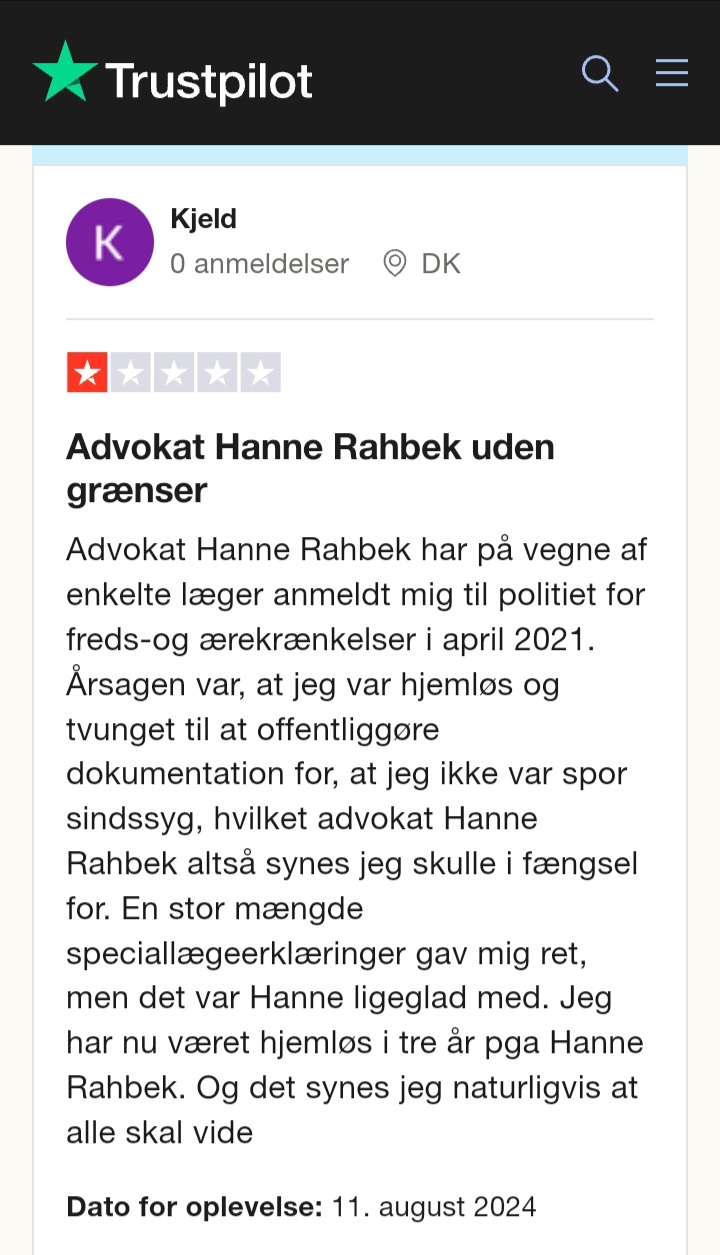 Trustpilot
K
Kjeld
0 anmeldelser DK
Advokat Hanne Rahbek uden
grænser
Advokat Hanne Rahbek har på vegne af
enkelte læger anmeldt mig til politiet for
freds-og ærekrænkelser i april 2021.
Årsagen var, at jeg var hjemløs og
tvunget til at offentliggøre
dokumentation for, at jeg ikke var spor
sindssyg, hvilket advokat Hanne
Rahbek altså synes jeg skulle i fængsel
for. En stor mængde
speciallægeerklæringer gav mig ret,
men det var Hanne ligeglad med. Jeg
har nu været hjemløs i tre år pga Hanne
Rahbek. Og det synes jeg naturligvis at
alle skal vide
Dato for oplevelse: 11. august 2024